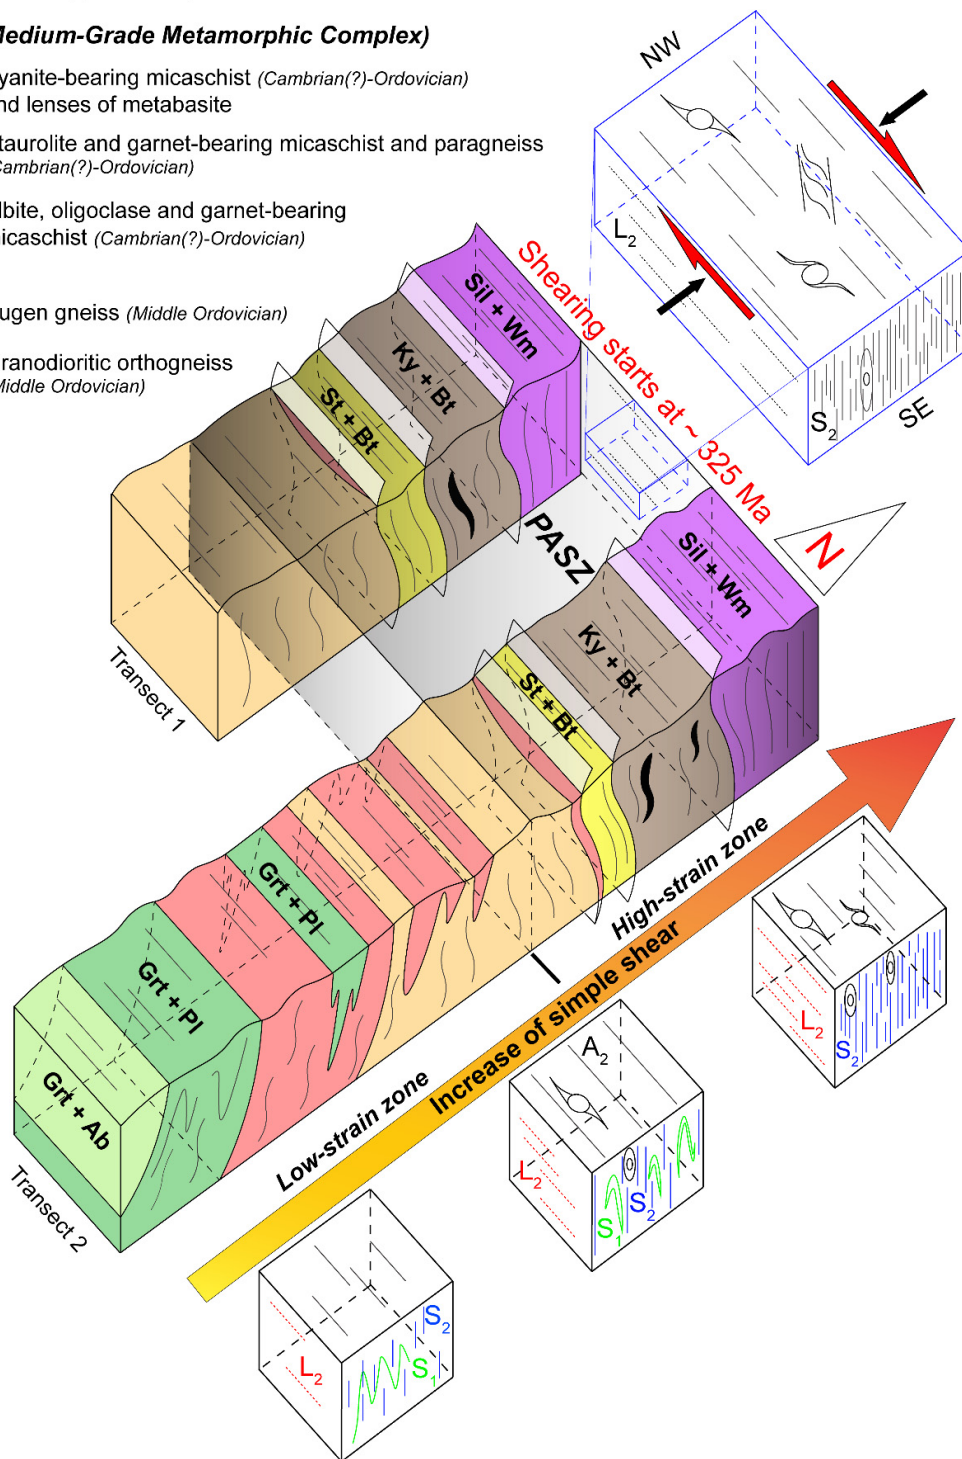 Medium-Grade Metamorphic Complex)
yanite-bearing micaschist (Cambrian(?)-Ordovician)
nd lenses of metabasite
taurolite and garnet-bearing micaschist and paragneiss
Cambrian(?)-Ordovician)
lbite, oligoclase and garnet-bearing
micaschist (Cambrian(?)-Ordovician)
ugen gneiss (Middle Ordovician)
ranodioritic orthogneiss
Middle Ordovician)
NW
L2
S2
SE
Shearing starts at ~ 325 Ma
N
Sil + Wm
Ky + Bt
St + Bt
PASZ
Transect 1
Sil + Wm
Ky + Bt
St + Bt
Grt + Pl
Grt + Pl
Grt + Ab
Transect 2
High-strain zone
Increase of simple shear
Low-strain zone
L2
S2
A2
L2
S1
S2
L2
S2
S1